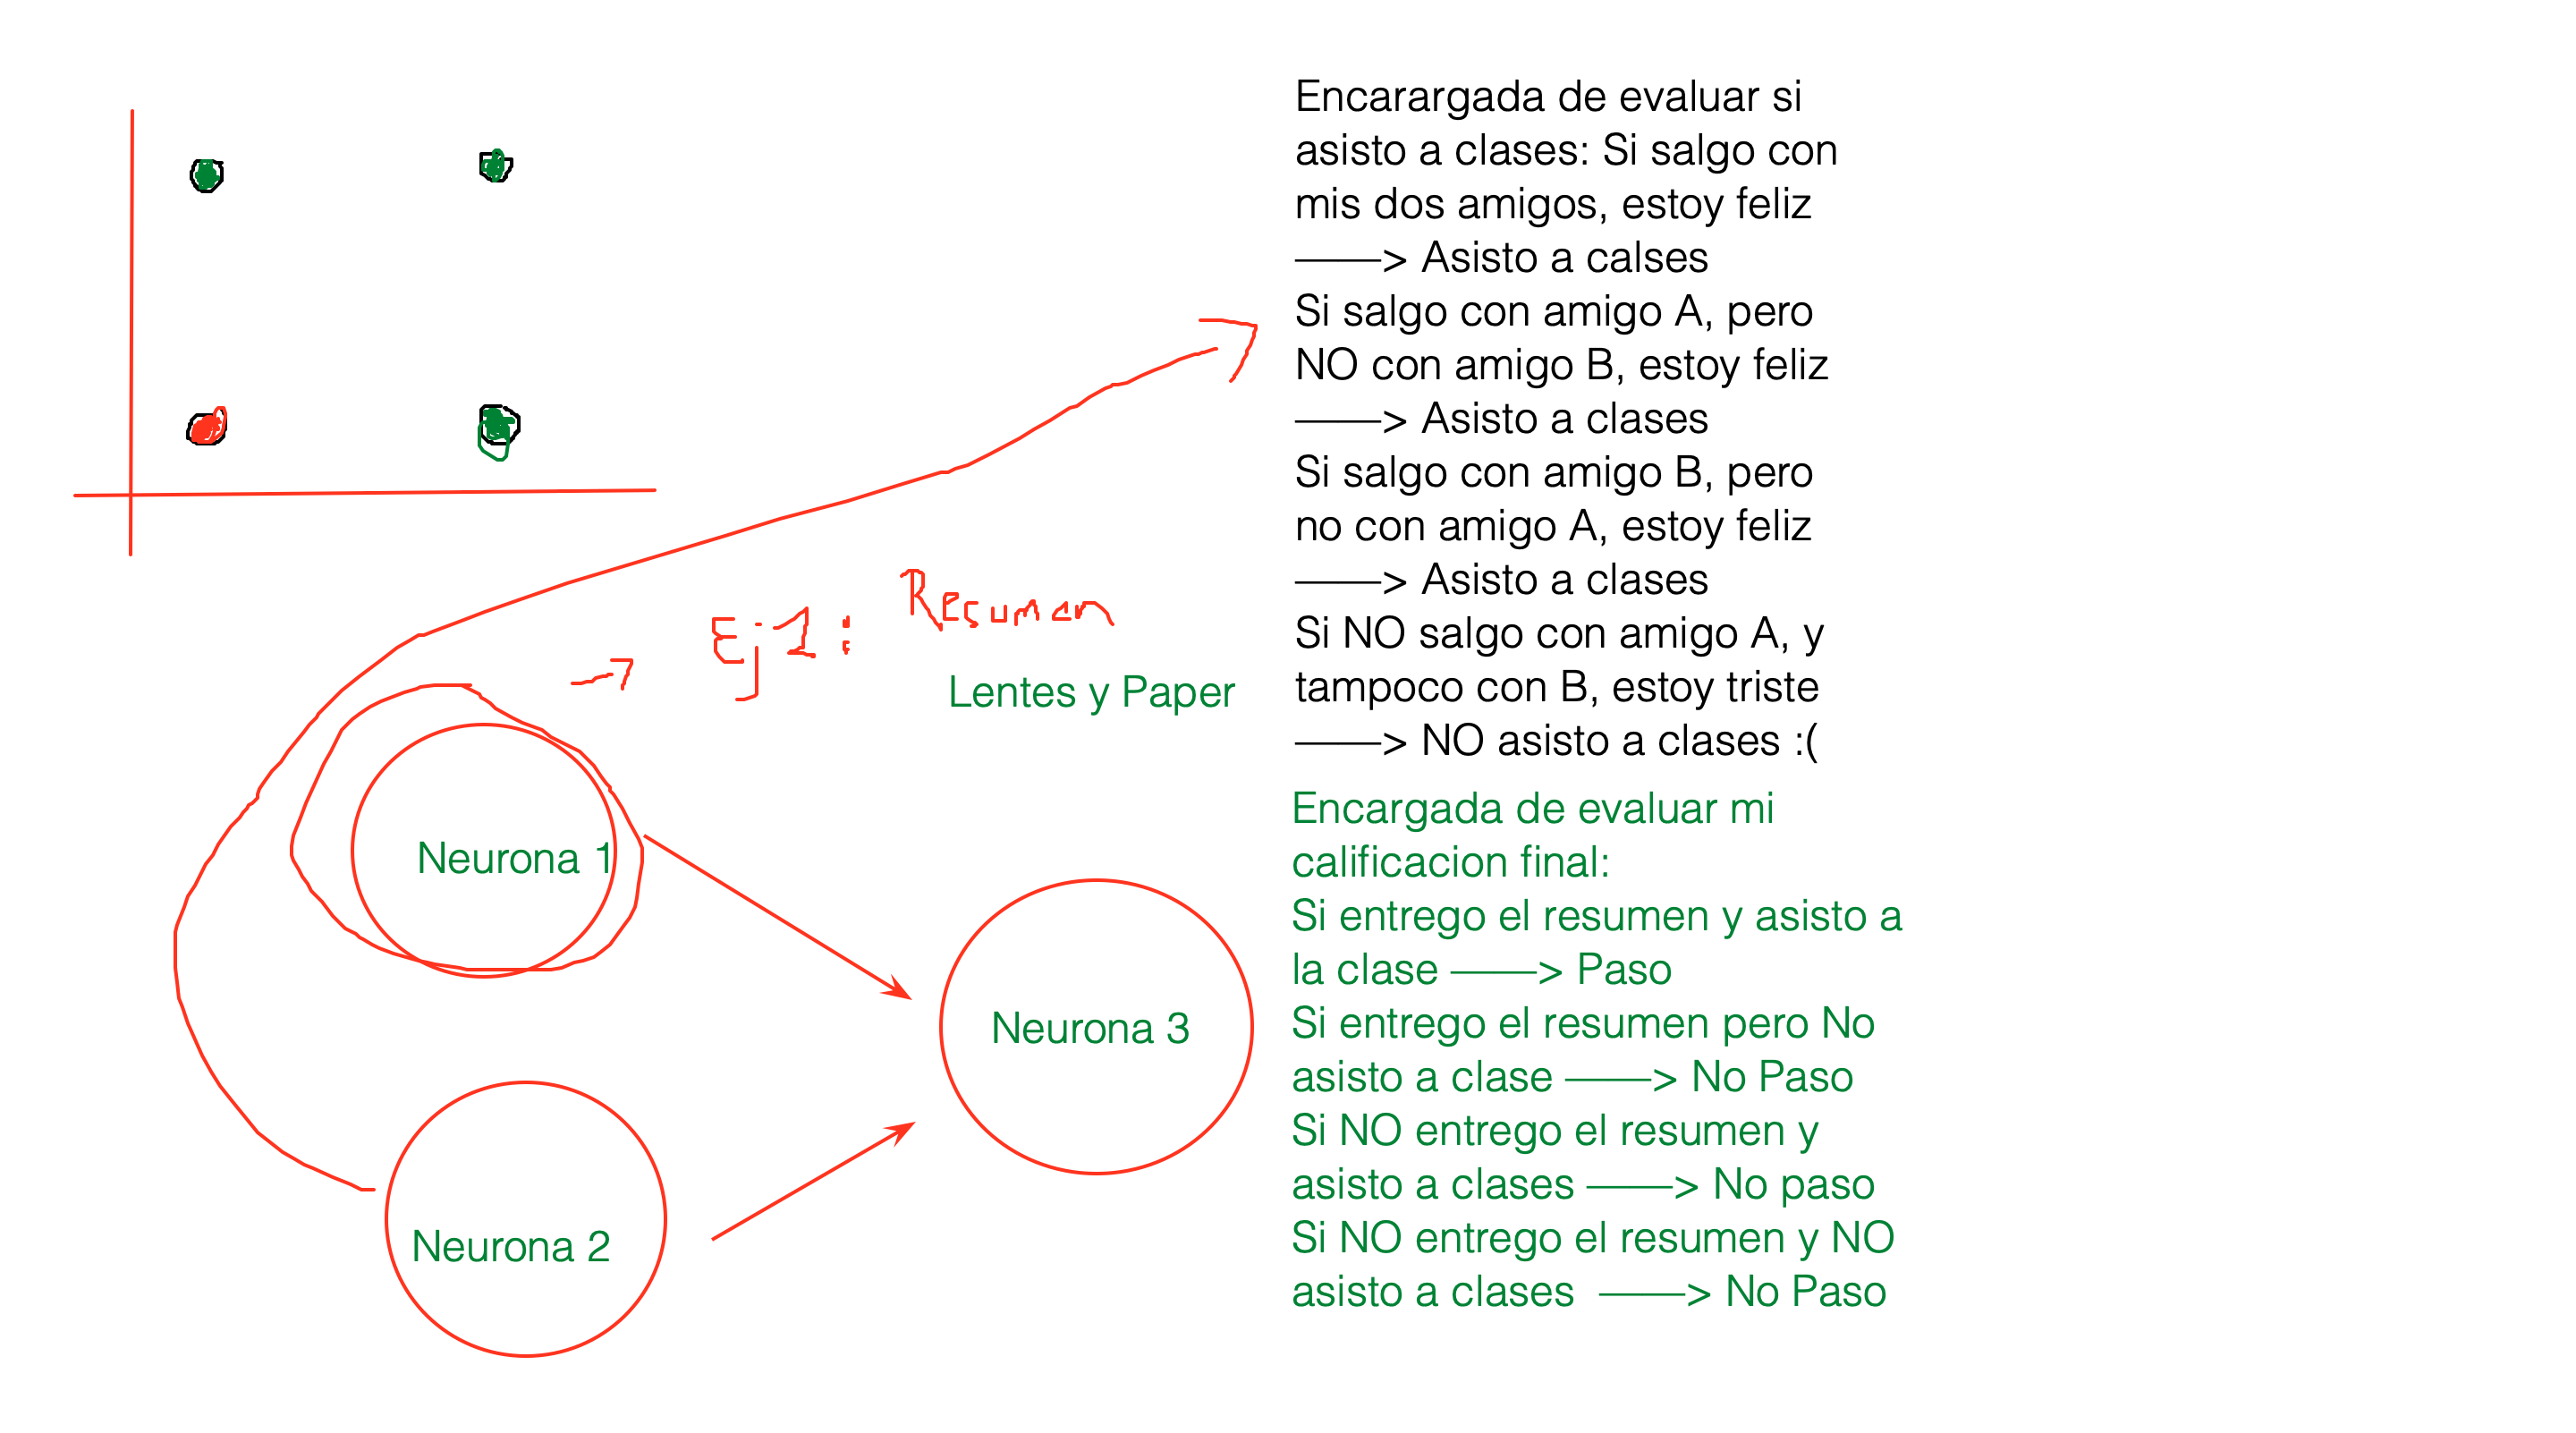 Encarargada de evaluar si
asisto a clases: Si salgo con
mis dos amigos, estoy feliz
——> Asisto a calses
Si salgo con amigo A, pero
NO con amigo B, estoy feliz
——> Asisto a clases
Si salgo con amigo B, pero
no con amigo A, estoy feliz
——> Asisto a clases
Si NO salgo con amigo A, y
tampoco con B, estoy triste
——> NO asisto a clases :(
Ej1: Resumen
Lentes y Paper
Neurona 1
Neurona 2
Neurona 3
Encargada de evaluar mi
calificacion final:
Si entrego el resumen y asisto a
la clase ——> Paso
Si entrego el resumen pero No
asisto a clase ——> No Paso
Si NO entrego el resumen y
asisto a clases ——> No paso
Si NO entrego el resumen y NO
asisto a clases ——> No Paso